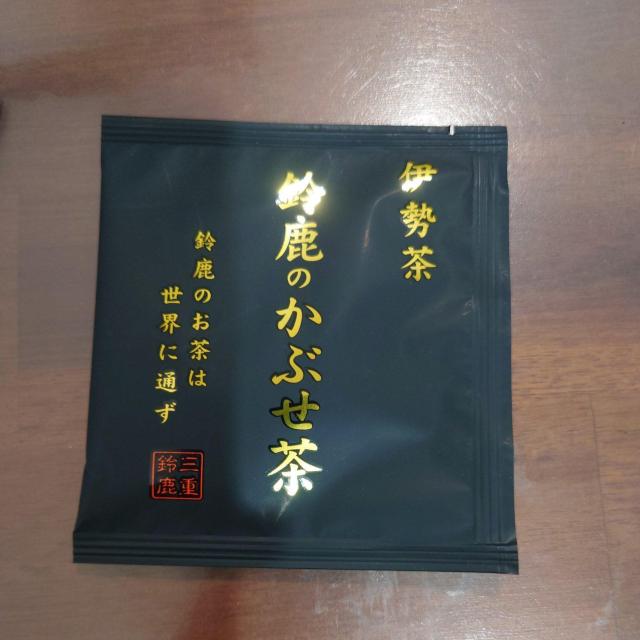 伊勢茶
鈴鹿のかぶせ茶
鈴鹿のお茶は
世界に通ず
三重
鈴鹿